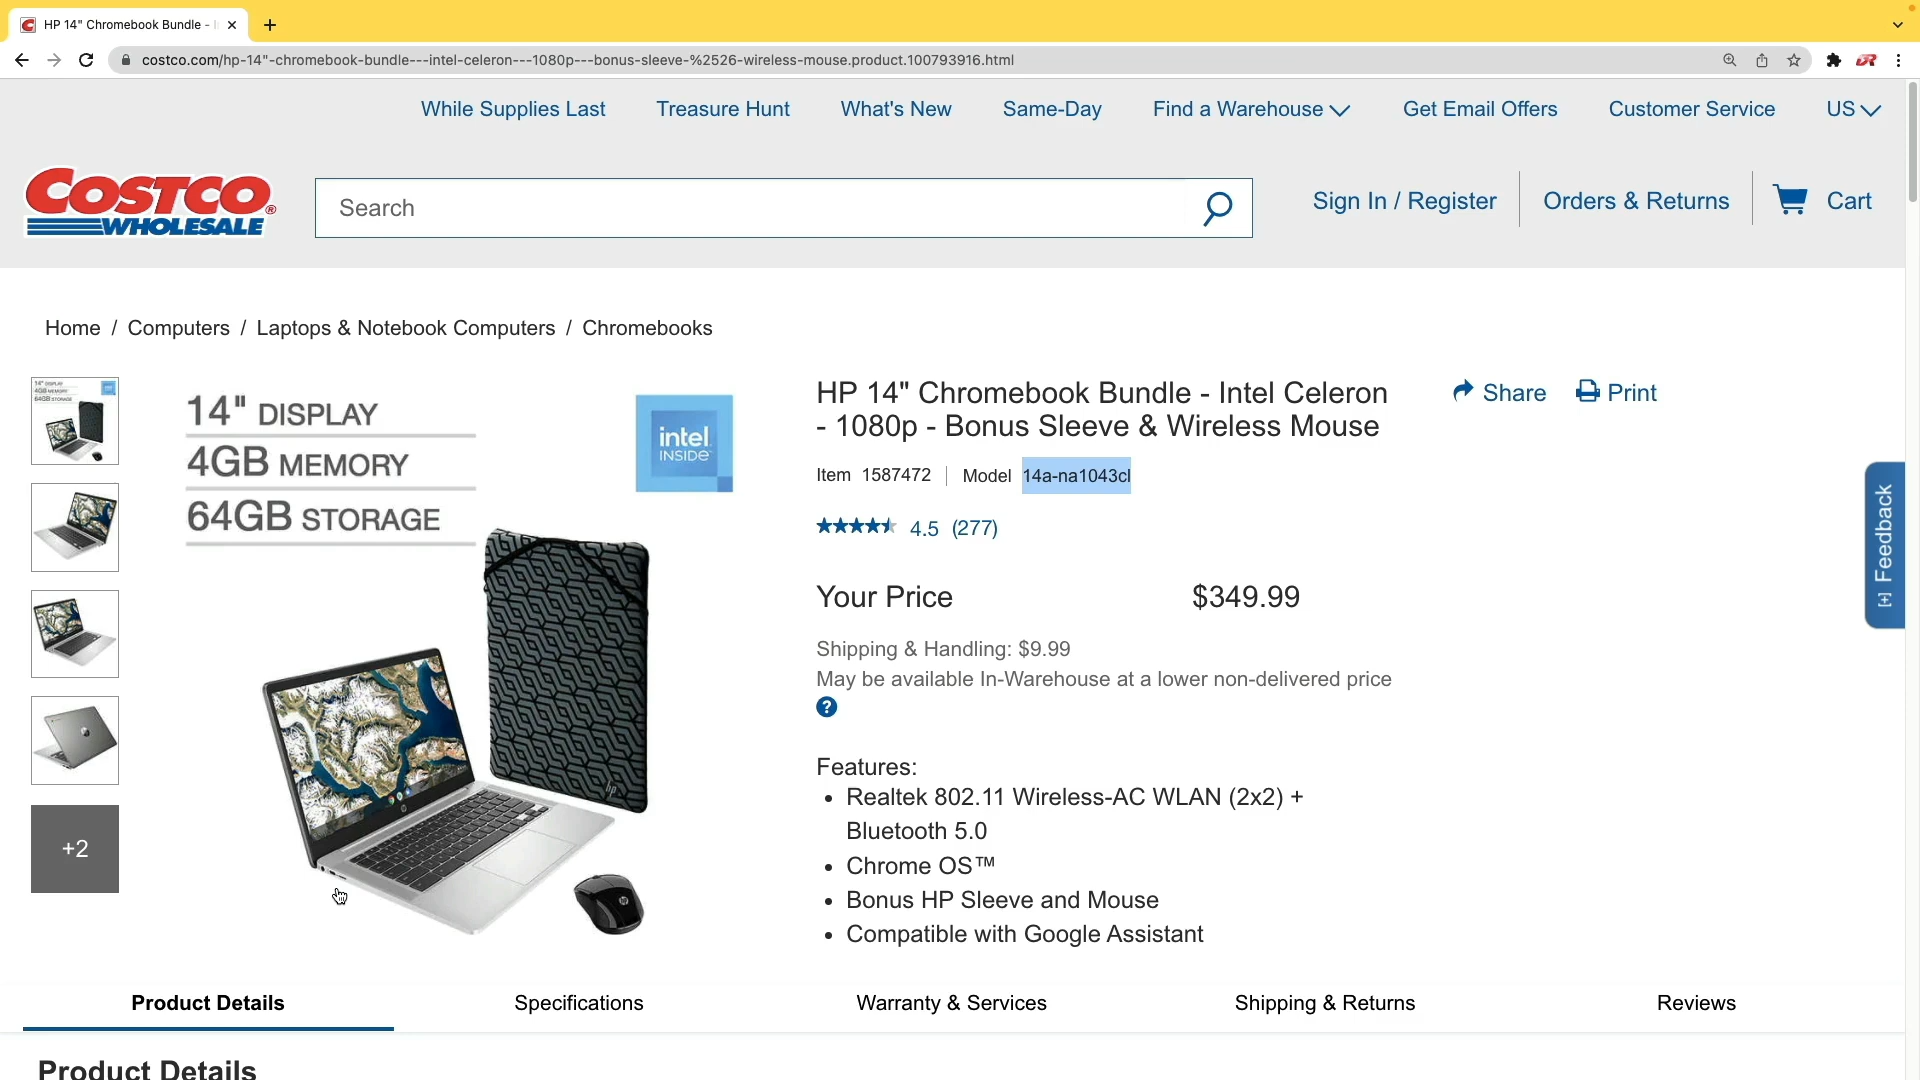 HP 14" Chromebook Bundle - I
costco.com/hp-14"-chromebook-bundle---intel-celeron---1080p---bonus-sleeve-%2526-wireless-mouse.product.100793916.html
While Supplies Last Treasure Hunt What's New Same-Day Find a Warehouse Get Email Offers Customer Service US
COSTCO
WHOLESALE
Search
Sign In / Register Orders & Returns Cart
Home / Computers / Laptops & Notebook Computers / Chromebooks
14" DISPLAY
4GB MEMORY
64GB STORAGE
14" DISPLAY
4GB MEMORY
64GB STORAGE
intel
INSIDE
hp
+2
HP 14" Chromebook Bundle - Intel Celeron
- 1080p - Bonus Sleeve & Wireless Mouse
Share Print
Item 1587472 | Model 14a-na1043cl
4.5 (277)
Your Price $349.99
Shipping & Handling: $9.99
May be available In-Warehouse at a lower non-delivered price
?
Features:
• Realtek 802.11 Wireless-AC WLAN (2x2) +
Bluetooth 5.0
• Chrome OS™
• Bonus HP Sleeve and Mouse
• Compatible with Google Assistant
[+] Feedback
Product Details Specifications Warranty & Services Shipping & Returns Reviews
Product Details